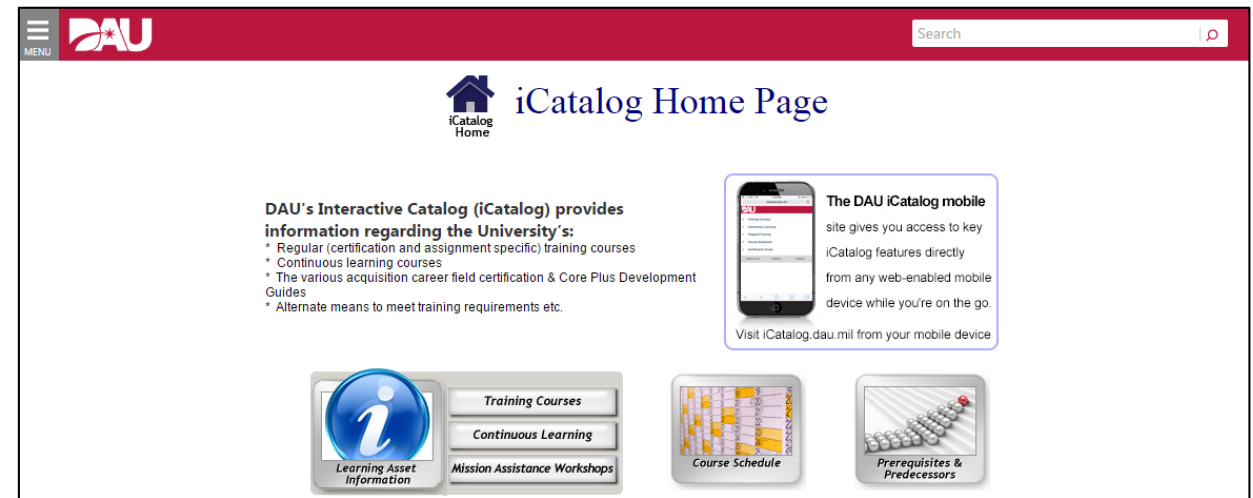 MENU
DAU
Search
iCatalog
Home
iCatalog Home Page
DAU's Interactive Catalog (iCatalog) provides
information regarding the University's:
* Regular (certification and assignment specific) training courses
* Continuous learning courses
* The various acquisition career field certification & Core Plus Development
Guides
* Alternate means to meet training requirements etc.
The DAU iCatalog mobile
site gives you access to key
iCatalog features directly
from any web-enabled mobile
device while you're on the go.
Visit iCatalog.dau.mil from your mobile device
Learning Asset
Information
Training Courses
Continuous Learning
Mission Assistance Workshops
Course Schedule
Prerequisites &
Predecessors